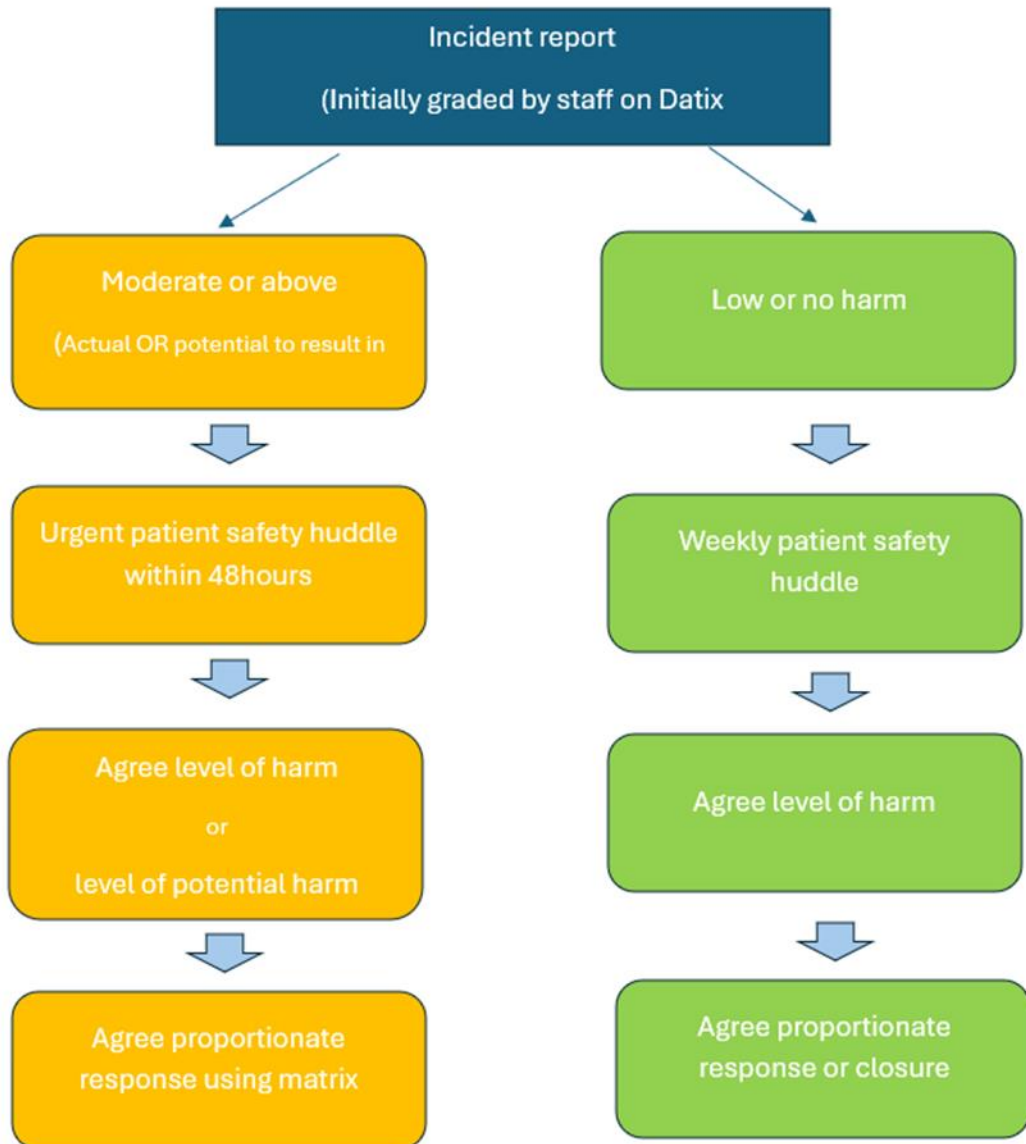 Incident report
(Initially graded by staff on Datix
Moderate or above
(Actual OR potential to result in
Low or no harm
Urgent patient safety huddle
within 48hours
Weekly patient safety
huddle
Agree level of harm
or
level of potential harm
Agree level of harm
Agree proportionate
response using matrix
Agree proportionate
response or closure